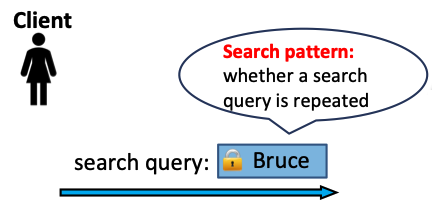 Client
Search pattern:
whether a search
query is repeated
search query: Bruce